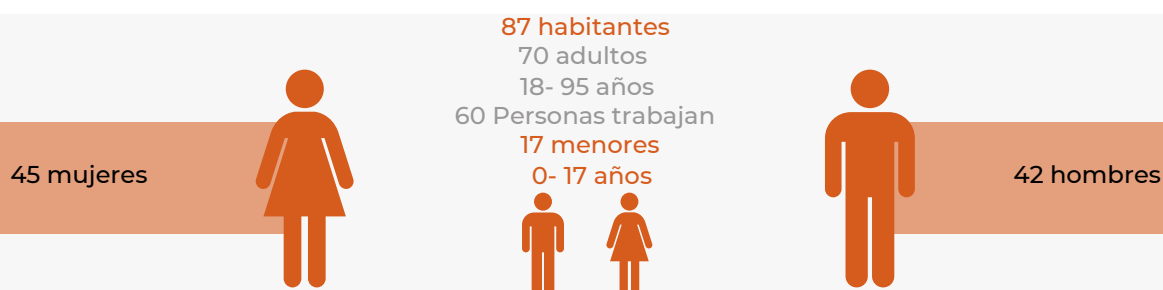 87 habitantes
70 adultos
18- 95 años
60 Personas trabajan
17 menores
0- 17 años
45 mujeres
42 hombres